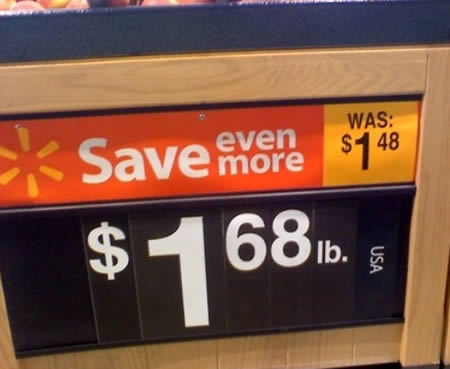 Save even more
WAS:
$1 48
$1 68 lb.
USA